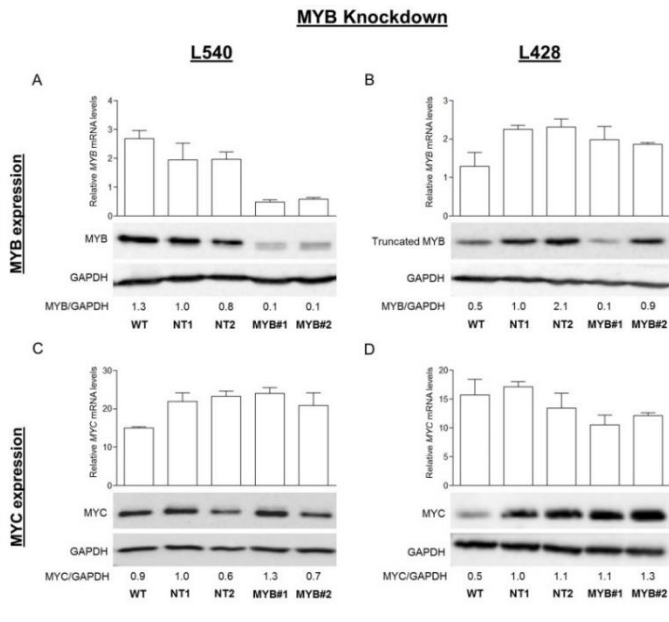 MYB Knockdown
L540
L428
MYB expression
A
Relative MYB mRNA levels
4
3
2
1
0
MYB
GAPDH
MYB/GAPDH 1.3 1.0 0.8 0.1 0.1
WT NT1 NT2 MYB#1 MYB#2
B
Relative MYB mRNA levels
3
2
1
0
Truncated MYB
GAPDH
MYB/GAPDH 0.5 1.0 2.1 0.1 0.9
WT NT1 NT2 MYB#1 MYB#2
MYC expression
C
Relative MYC mRNA levels
30
20
10
0
MYC
GAPDH
MYC/GAPDH 0.9 1.0 0.6 1.3 0.7
WT NT1 NT2 MYB#1 MYB#2
D
Relative MYC mRNA levels
20
15
10
5
0
MYC
GAPDH
MYC/GAPDH 0.5 1.0 1.1 1.1 1.3
WT NT1 NT2 MYB#1 MYB#2